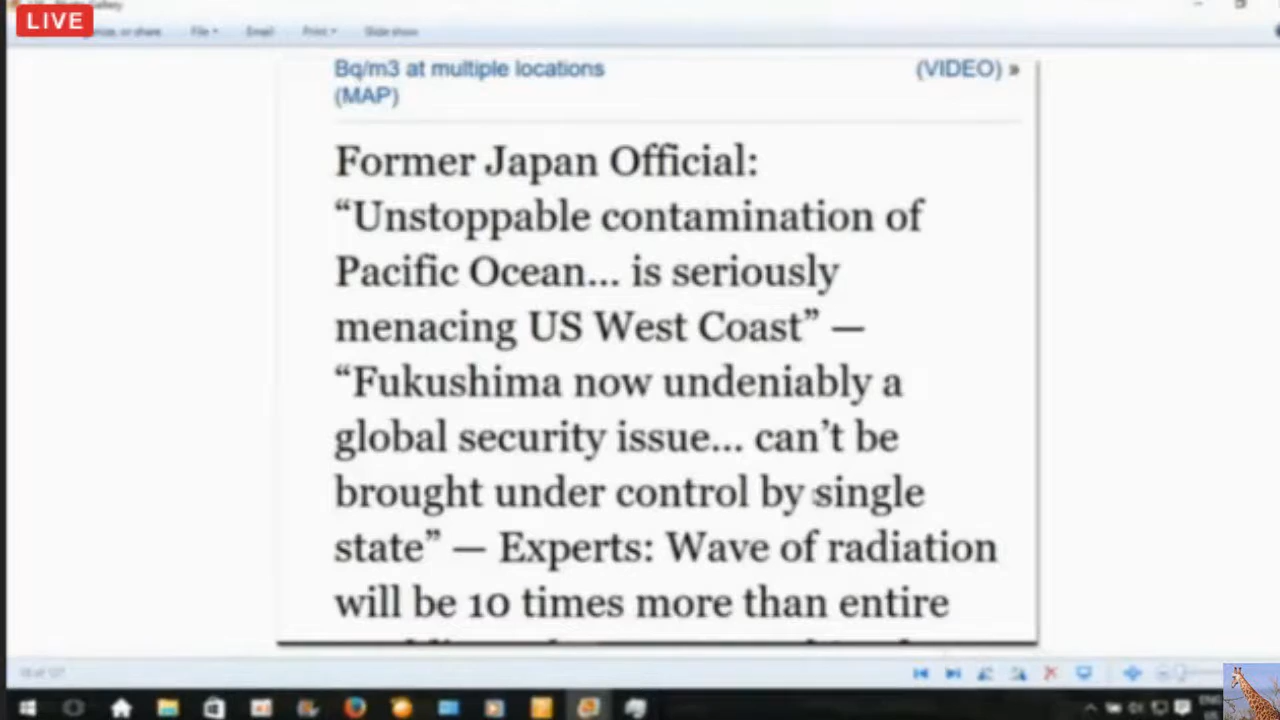 LIVE
File
Email
Print
Slide show
Bq/m3 at multiple locations
(MAP)
(VIDEO) »
Former Japan Official:
“Unstoppable contamination of
Pacific Ocean... is seriously
menacing US West Coast” —
“Fukushima now undeniably a
global security issue... can’t be
brought under control by single
state” — Experts: Wave of radiation
will be 10 times more than entire